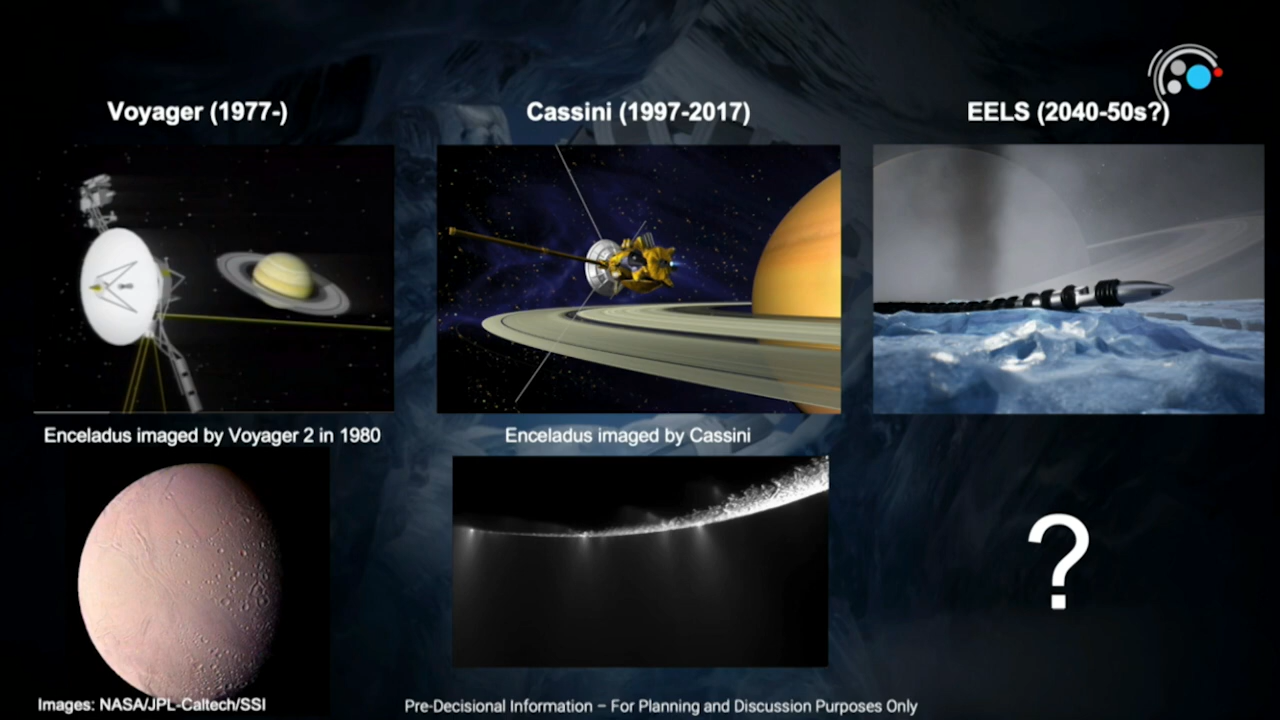 Voyager (1977-)
Cassini (1997-2017)
EELS (2040-50s?)
Enceladus imaged by Voyager 2 in 1980
Enceladus imaged by Cassini
?
Images: NASA/JPL-Caltech/SSI
Pre-Decisional Information – For Planning and Discussion Purposes Only